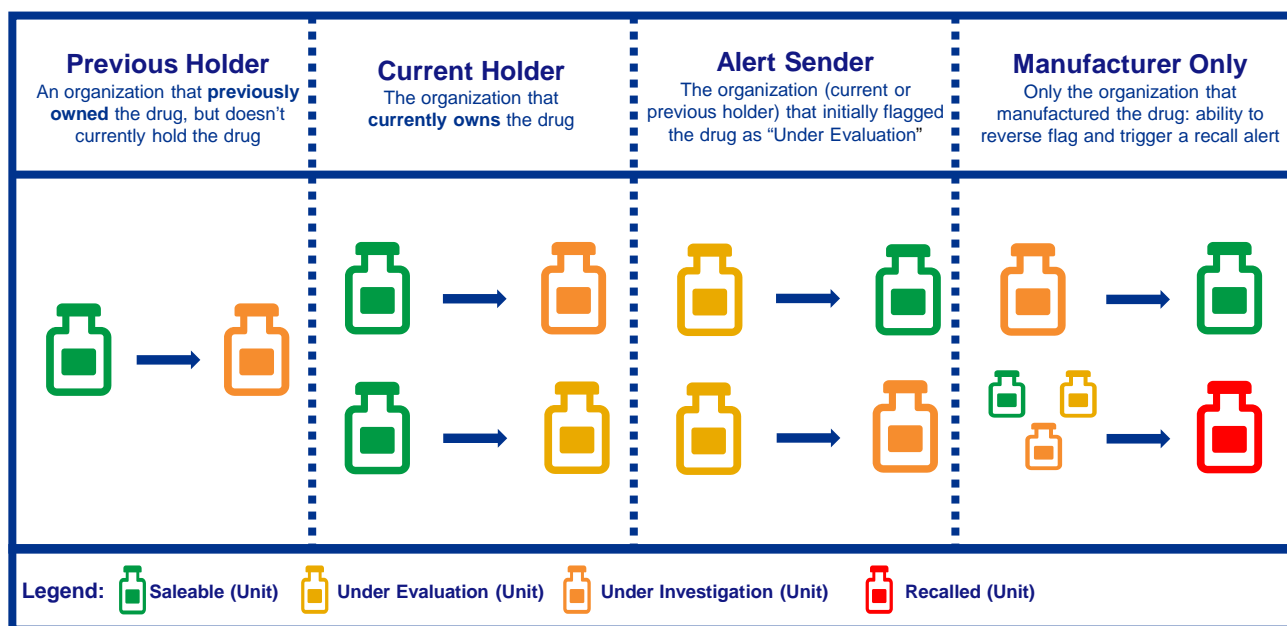 Previous Holder
An organization that previously
owned the drug, but doesn’t
currently hold the drug
Current Holder
The organization that
currently owns the drug
Alert Sender
The organization (current or
previous holder) that initially flagged
the drug as “Under Evaluation”
Manufacturer Only
Only the organization that
manufactured the drug: ability to
reverse flag and trigger a recall alert
Legend: Saleable (Unit) Under Evaluation (Unit) Under Investigation (Unit) Recalled (Unit)